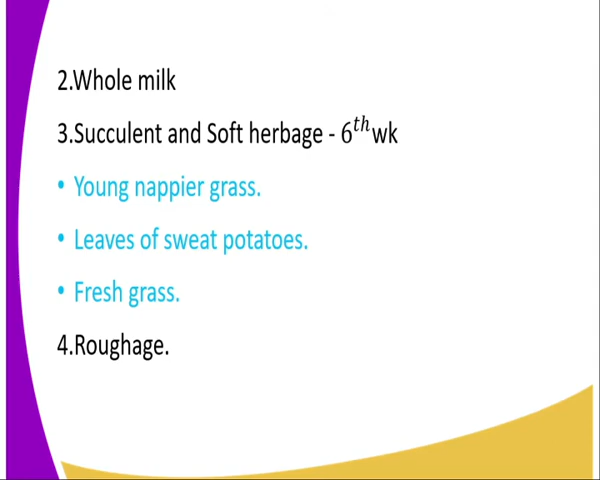 2.Whole milk
3.Succulent and Soft herbage - 6th wk
• Young nappier grass.
• Leaves of sweat potatoes.
• Fresh grass.
4.Roughage.